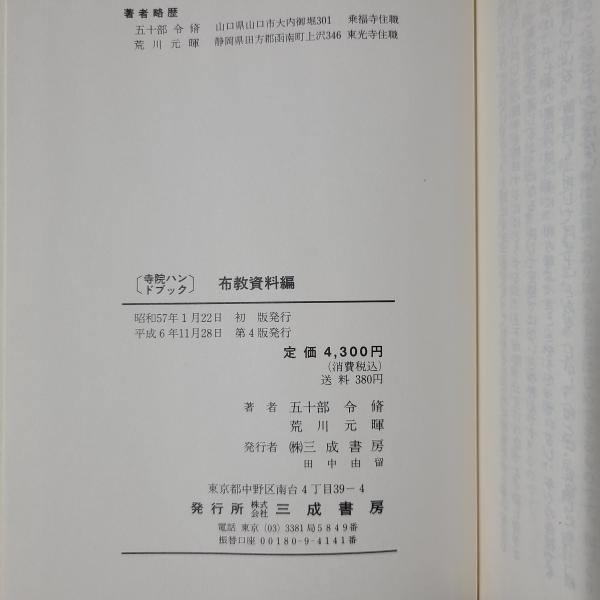 著者略歴
五十部 令脩 山口県山口市大内御堀301 乗福寺住職
荒川元暉 静岡県田方郡函南町上沢346 東光寺住職
〔寺院ハンドブック〕 布教資料編
昭和57年1月22日 初 版発行
平成6年11月28日 第4版発行
定価 4,300円
(消費税込)
送料 380円
著者 五十部 令 脩
荒川元暉
発行者 ㈱三成書房
田中由留
東京都中野区南台4丁目39−4
発行所 株式会社 三成書房
電話 東京 (03) 3381局5849番
振替口座 00180-9-4141番